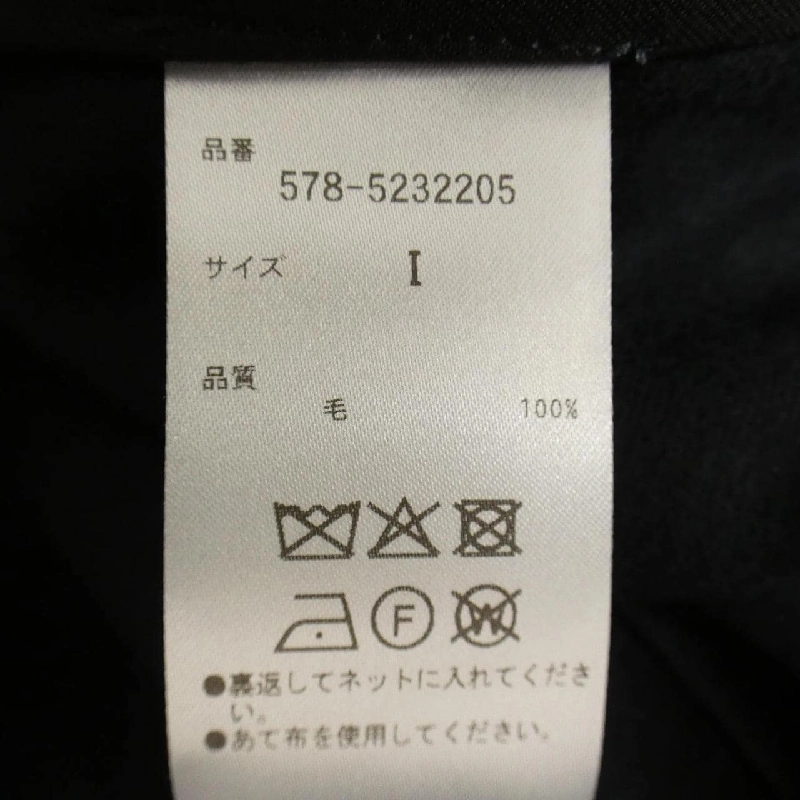 品番
578-5232205
サイズ I
品質
毛 100%
F W
●裏返してネットに入れてくださ
い。
●あて布を使用してください。